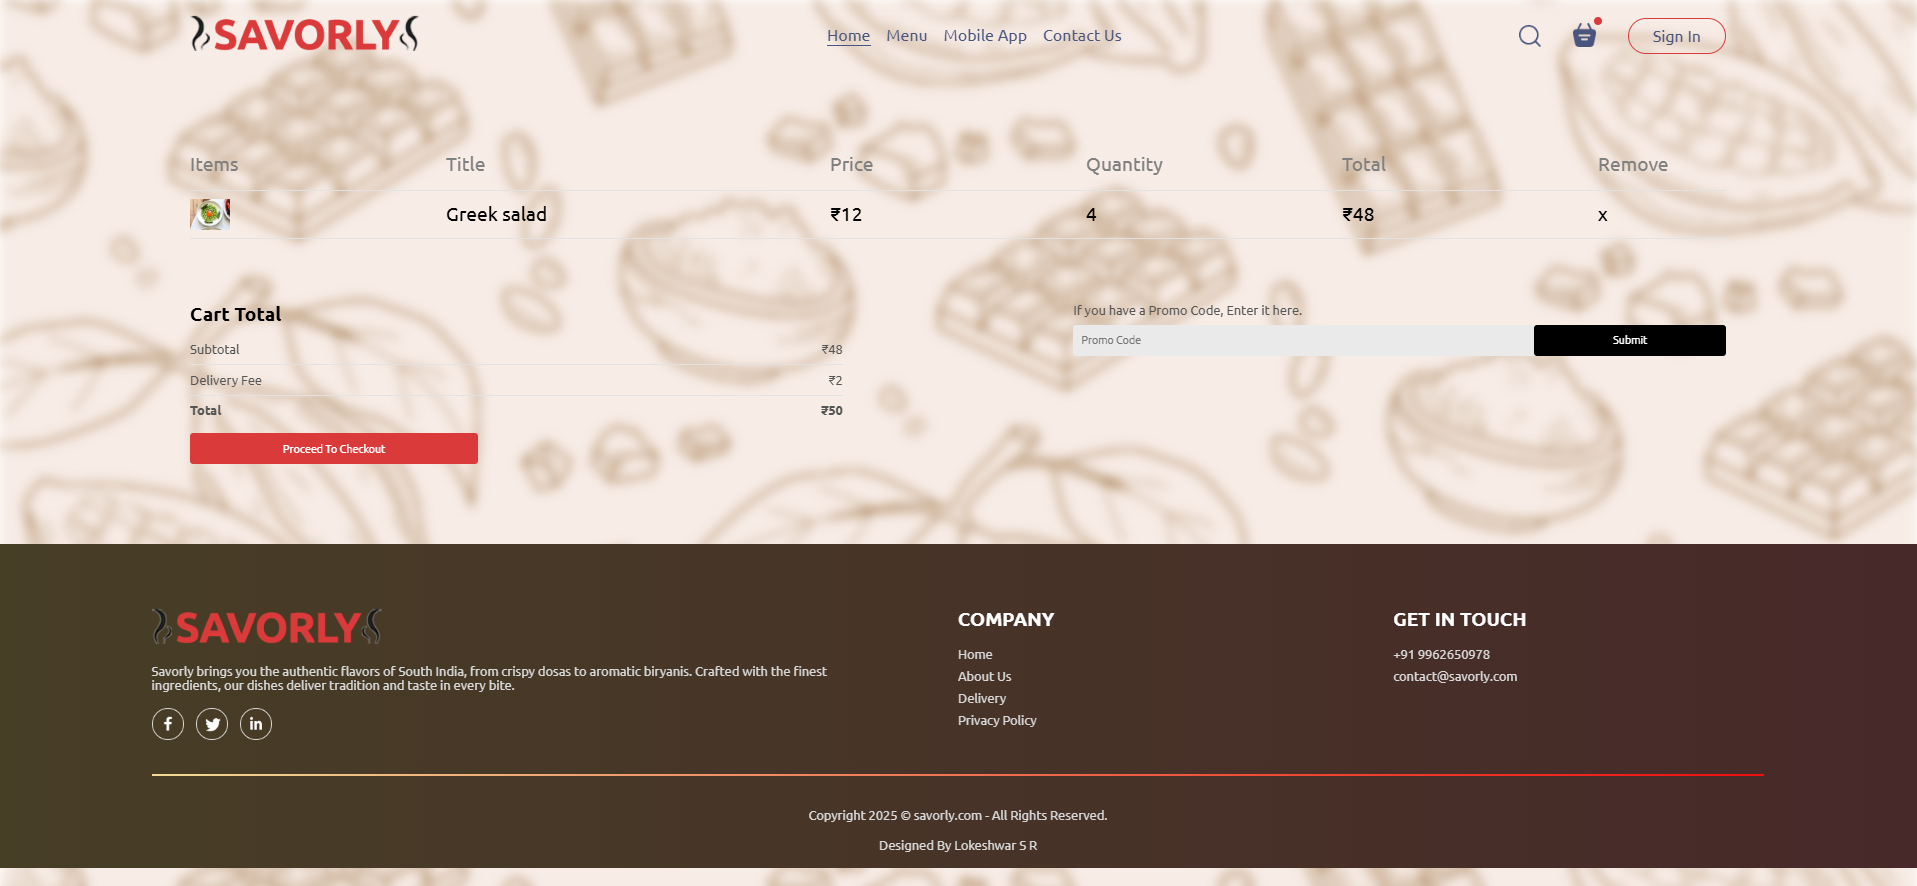 SAVORLY
Home Menu Mobile App Contact Us
Sign In
Items Title Price Quantity Total Remove
Greek salad ₹12 4 ₹48 x
Cart Total
Subtotal ₹48
Delivery Fee ₹2
Total ₹50
Proceed To Checkout
If you have a Promo Code, Enter it here.
Promo Code Submit
SAVORLY
Savorly brings you the authentic flavors of South India, from crispy dosas to aromatic biryanis. Crafted with the finest
ingredients, our dishes deliver tradition and taste in every bite.
COMPANY
Home
About Us
Delivery
Privacy Policy
GET IN TOUCH
+91 9962650978
contact@savorly.com
Copyright 2025 © savorly.com - All Rights Reserved.
Designed By Lokeshwar S R